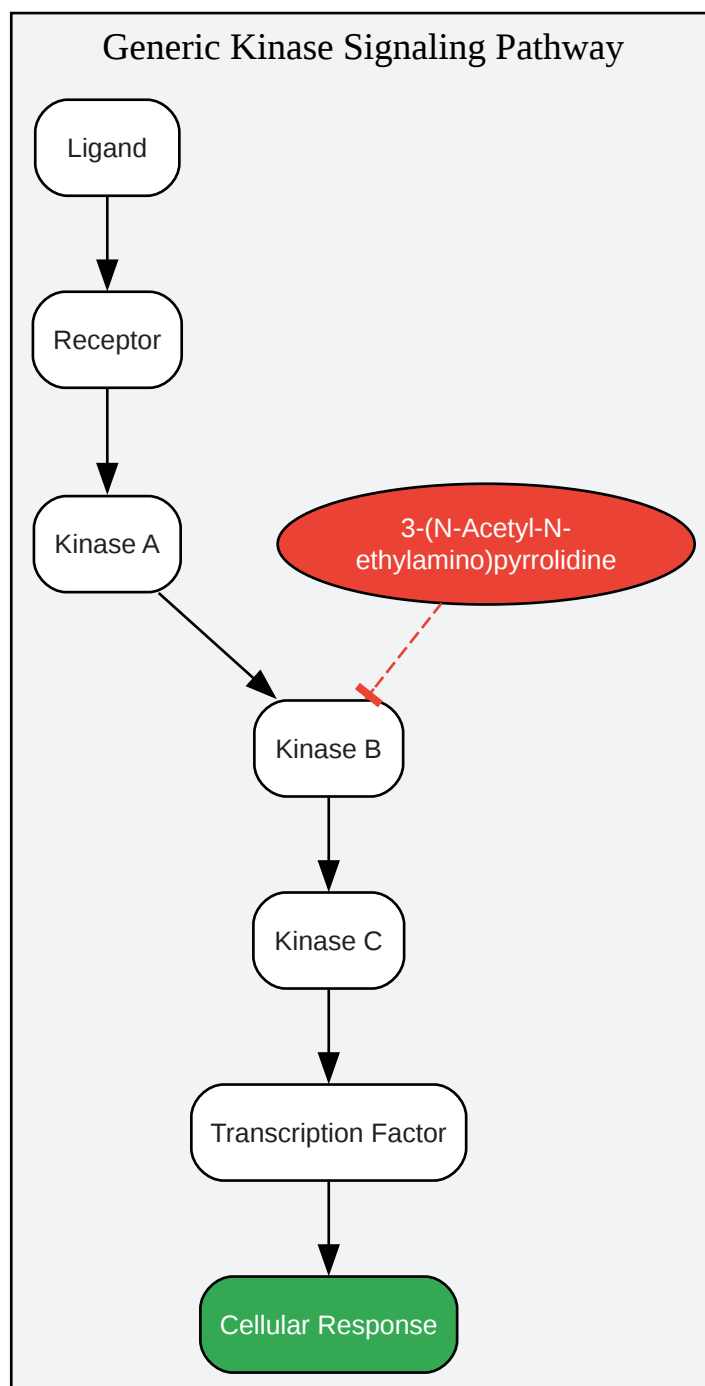 Generic Kinase Signaling Pathway
Ligand
Receptor
Kinase A
3-(N-Acetyl-N-
ethylamino)pyrrolidine
Kinase B
Kinase C
Transcription Factor
Cellular Response